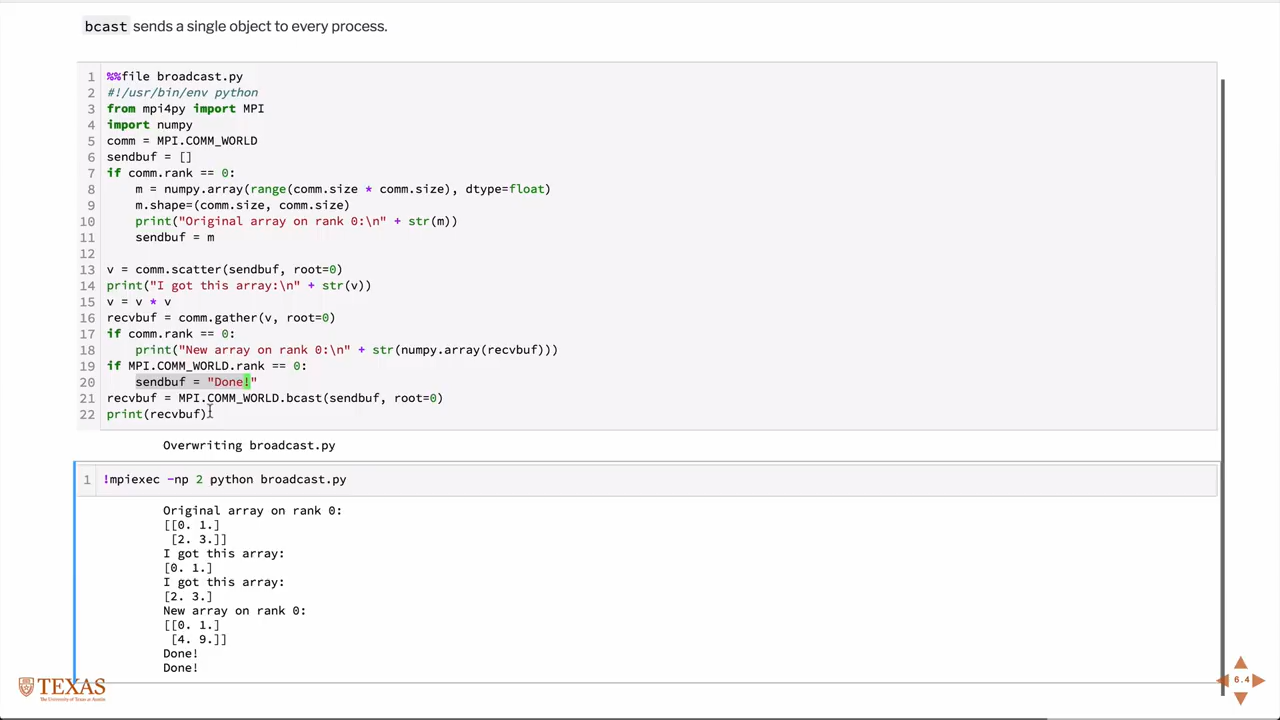 bcast sends a single object to every process.
1 %%file broadcast.py
2 #!/usr/bin/env python
3 from mpi4py import MPI
4 import numpy
5 comm = MPI.COMM_WORLD
6 sendbuf = []
7 if comm.rank == 0:
8     m = numpy.array(range(comm.size * comm.size), dtype=float)
9     m.shape=(comm.size, comm.size)
10     print("Original array on rank 0:\n" + str(m))
11     sendbuf = m
12
13 v = comm.scatter(sendbuf, root=0)
14 print("I got this array:\n" + str(v))
15 v = v * v
16 recvbuf = comm.gather(v, root=0)
17 if comm.rank == 0:
18     print("New array on rank 0:\n" + str(numpy.array(recvbuf)))
19 if MPI.COMM_WORLD.rank == 0:
20     sendbuf = "Done!"
21 recvbuf = MPI.COMM_WORLD.bcast(sendbuf, root=0)
22 print(recvbuf)
Overwriting broadcast.py
1 !mpiexec -np 2 python broadcast.py
Original array on rank 0:
[[0. 1.]
 [2. 3.]]
I got this array:
[0. 1.]
I got this array:
[2. 3.]
New array on rank 0:
[[0. 1.]
 [4. 9.]]
Done!
Done!
TEXAS
The University of Texas at Austin
6.4